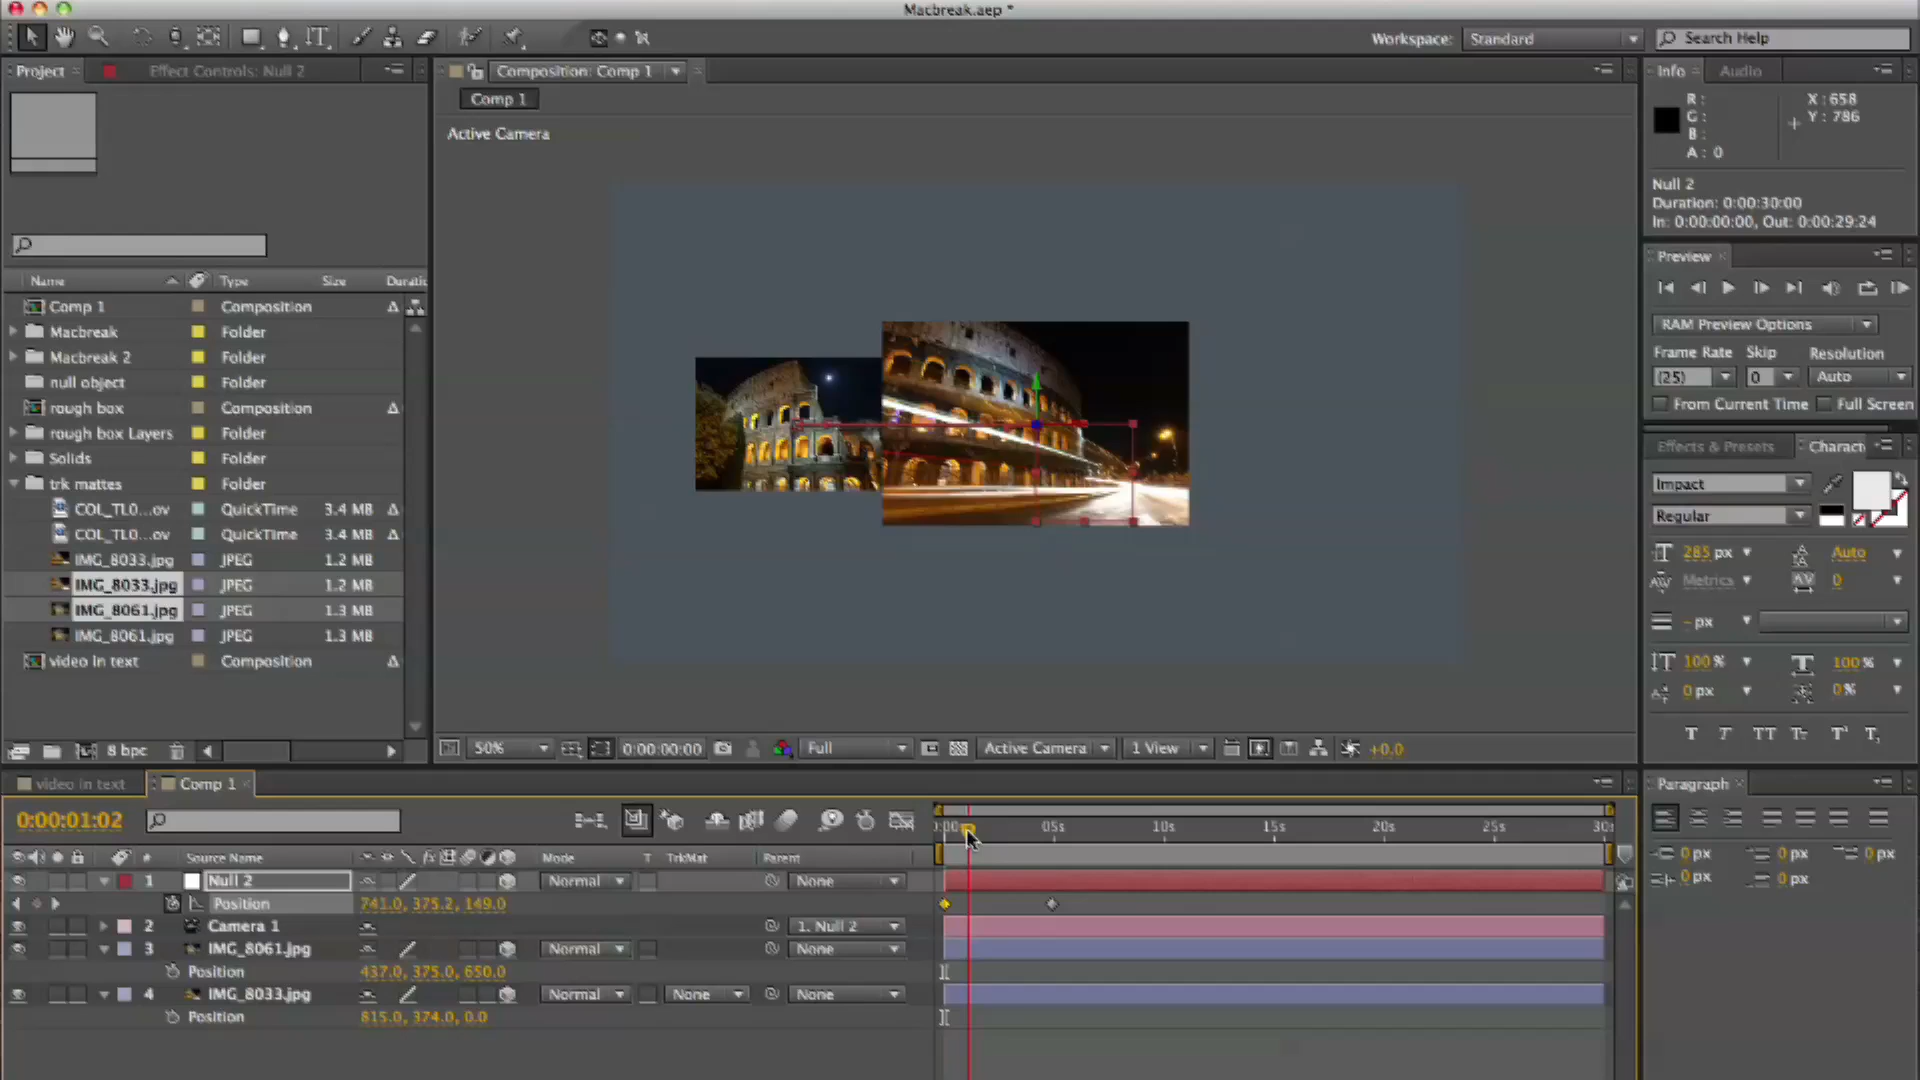 Macbreak.aep *
Workspace: Standard
Search Help
Project
Effect Controls: Null 2
Composition: Comp 1
Info
Audio
Comp 1
R :
G :
B :
A : 0
X : 658
Y : 786
Active Camera
Null 2
Duration: 0:00:30:00
In: 0:00:00:00, Out: 0:00:29:24
Preview
Name
Type
Size
Comp 1 Composition
Macbreak Folder
Macbreak 2 Folder
null object Folder
rough box Composition
rough box Layers Folder
Solids Folder
trk mattes Folder
COL_TL0...ov QuickTime 3.4 MB
COL_TL0...ov QuickTime 3.4 MB
IMG_8033.jpg JPEG 1.2 MB
IMG_8033.jpg JPEG 1.2 MB
IMG_8061.jpg JPEG 1.3 MB
IMG_8061.jpg JPEG 1.3 MB
video in text Composition
8 bpc
RAM Preview Options
Frame Rate Skip Resolution
(25) 0 Auto
From Current Time Full Screen
Effects & Presets Charact
Impact
Regular
285 px Auto
Metrics 0
- px
100 % 100 %
0 px 0 %
T T TT Tт T¹ T,
50% 0:00:00:00 Full Active Camera 1 View +0.0
video in text
Comp 1
0:00:01:02
0:00 05s 10s 15s 20s 25s 30s
# Source Name fx Mode T TrkMat Parent
1 Null 2 Normal None
Position 741.0, 375.2, 149.0
2 Camera 1 1. Null 2
3 IMG_8061.jpg Normal None
Position 437.0, 375.0, 650.0
4 IMG_8033.jpg Normal None None
Position 815.0, 374.0, 0.0
Paragraph
0 px 0 px 0 px
0 px 0 px